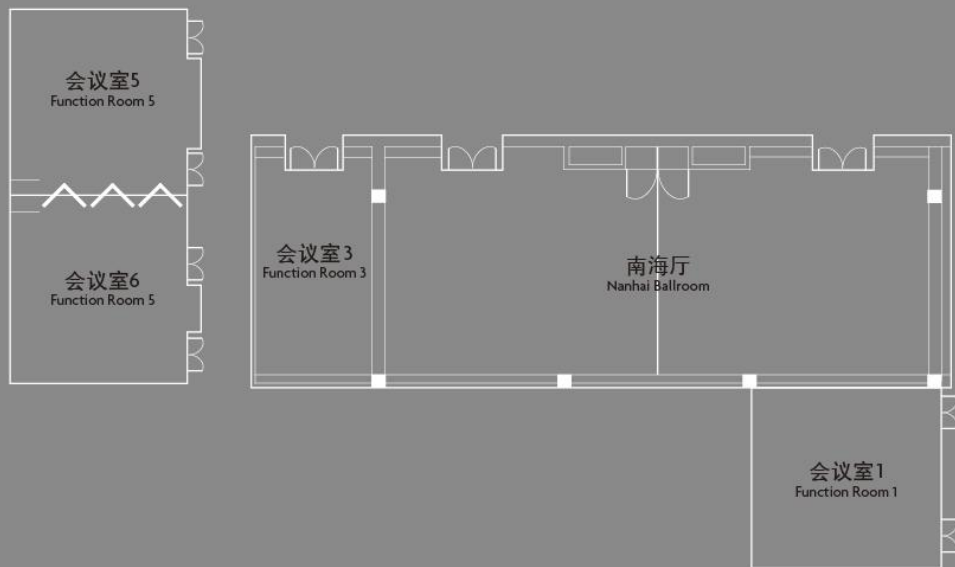 会议室5
Function Room 5
会议室3
Function Room 3
南海厅
Nanhai Ballroom
会议室6
Function Room 5
会议室1
Function Room 1